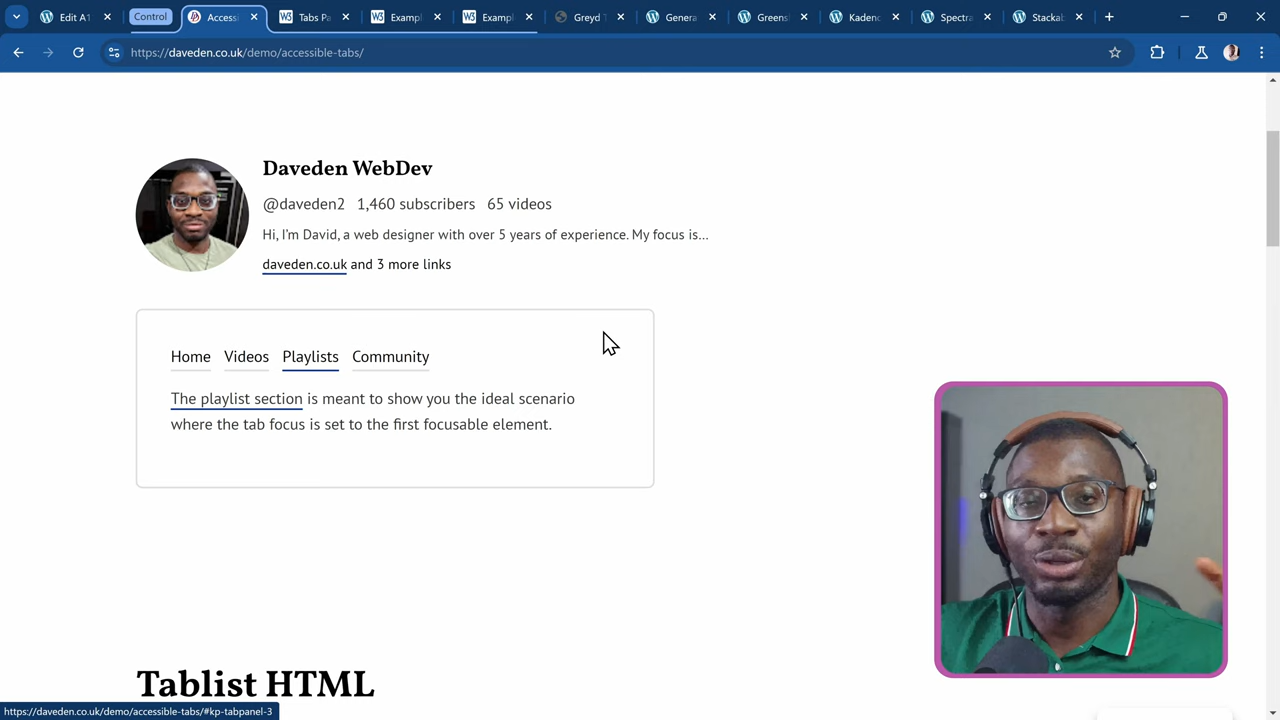 Edit A1
Control
Access
Tabs Pa
Exampl
Exampl
Greyd T
Genera
Greens
Kadenc
Spectra
Stackab
https://daveden.co.uk/demo/accessible-tabs/
Daveden WebDev
@daveden2 1,460 subscribers 65 videos
Hi, I'm David, a web designer with over 5 years of experience. My focus is...
daveden.co.uk and 3 more links
Home Videos Playlists Community
The playlist section is meant to show you the ideal scenario
where the tab focus is set to the first focusable element.
Tablist HTML
https://daveden.co.uk/demo/accessible-tabs/#kp-tabpanel-3